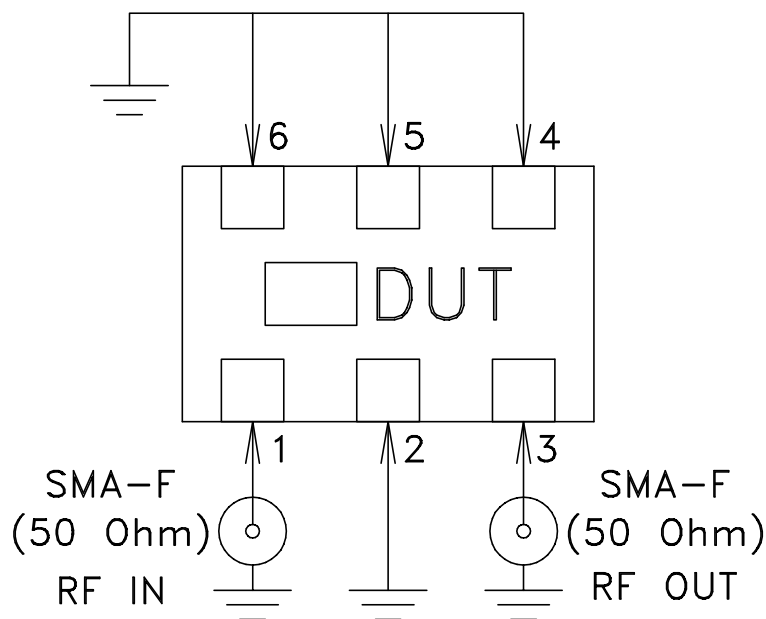 6 5 4
DUT
1 2 3
SMA-F
(50 Ohm)
RF IN
SMA-F
(50 Ohm)
RF OUT